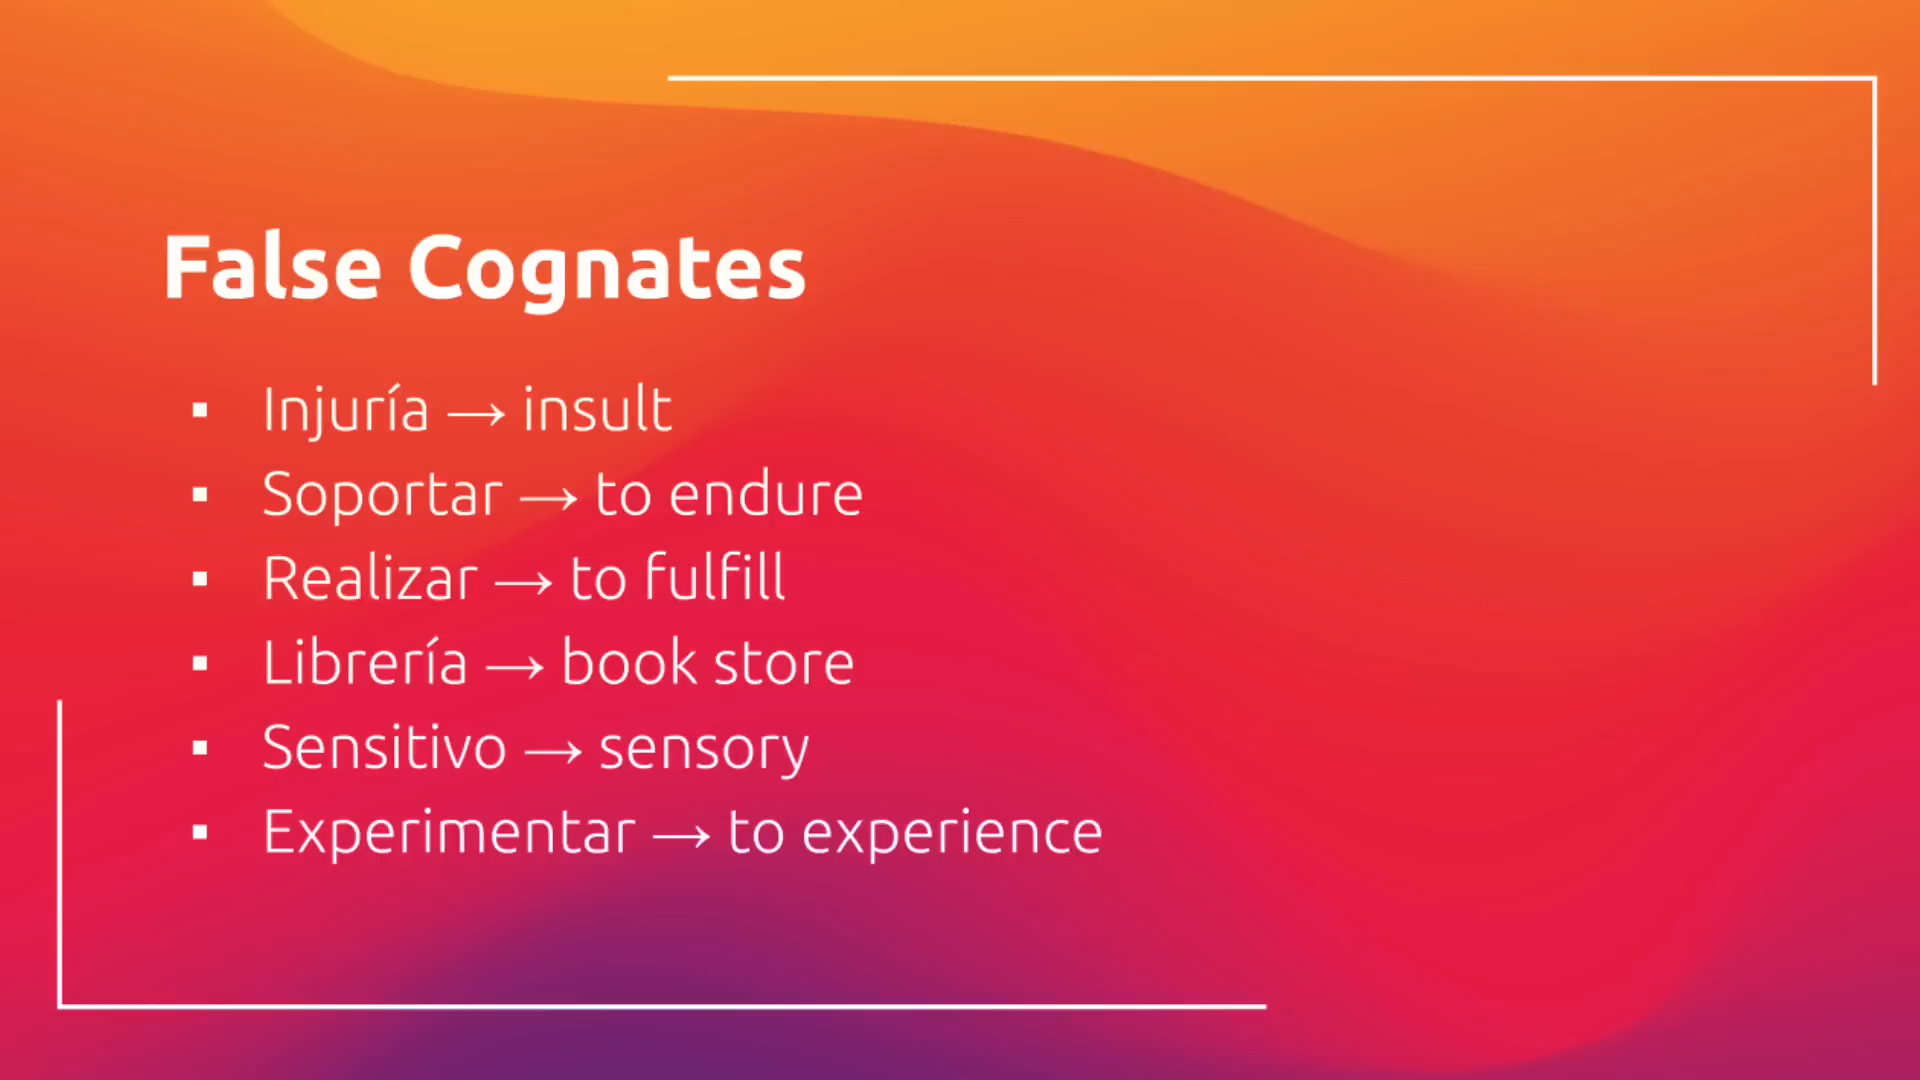 False Cognates
▪ Injuría → insult
▪ Soportar → to endure
▪ Realizar → to fulfill
▪ Librería → book store
▪ Sensitivo → sensory
▪ Experimentar → to experience